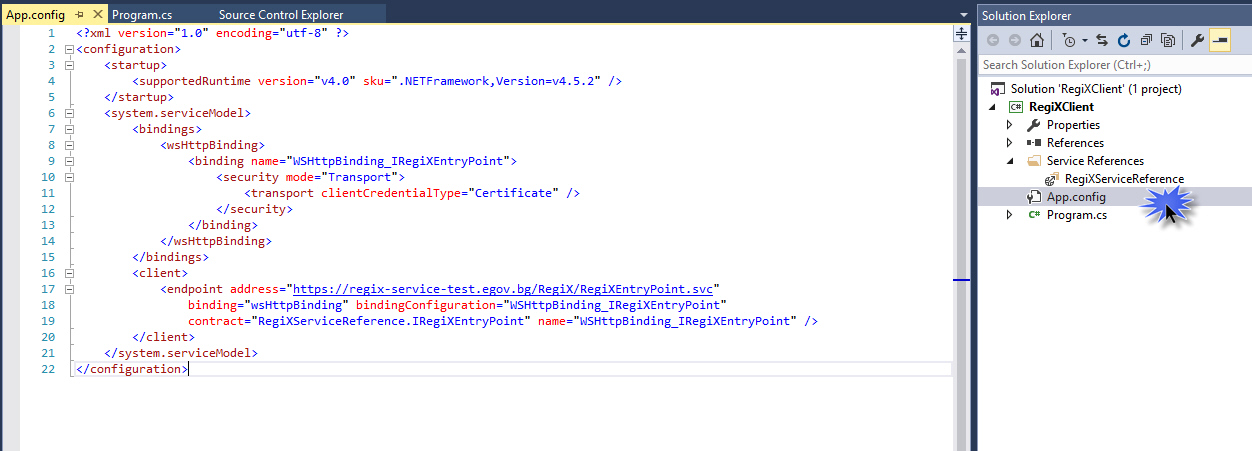 App.config
Program.cs
Source Control Explorer
1 <?xml version="1.0" encoding="utf-8" ?>
2 <configuration>
3 <startup>
4 <supportedRuntime version="v4.0" sku=".NETFramework,Version=v4.5.2" />
5 </startup>
6 <system.serviceModel>
7 <bindings>
8 <wsHttpBinding>
9 <binding name="WSHttpBinding_IRegiXEntryPoint">
10 <security mode="Transport">
11 <transport clientCredentialType="Certificate" />
12 </security>
13 </binding>
14 </wsHttpBinding>
15 </bindings>
16 <client>
17 <endpoint address="https://regix-service-test.egov.bg/RegiX/RegiXEntryPoint.svc"
18 binding="wsHttpBinding" bindingConfiguration="WSHttpBinding_IRegiXEntryPoint"
19 contract="RegiXServiceReference.IRegiXEntryPoint" name="WSHttpBinding_IRegiXEntryPoint" />
20 </client>
21 </system.serviceModel>
22 </configuration>
Solution Explorer
Search Solution Explorer (Ctrl+;)
Solution 'RegiXClient' (1 project)
C# RegiXClient
Properties
References
Service References
RegiXServiceReference
App.config
C# Program.cs